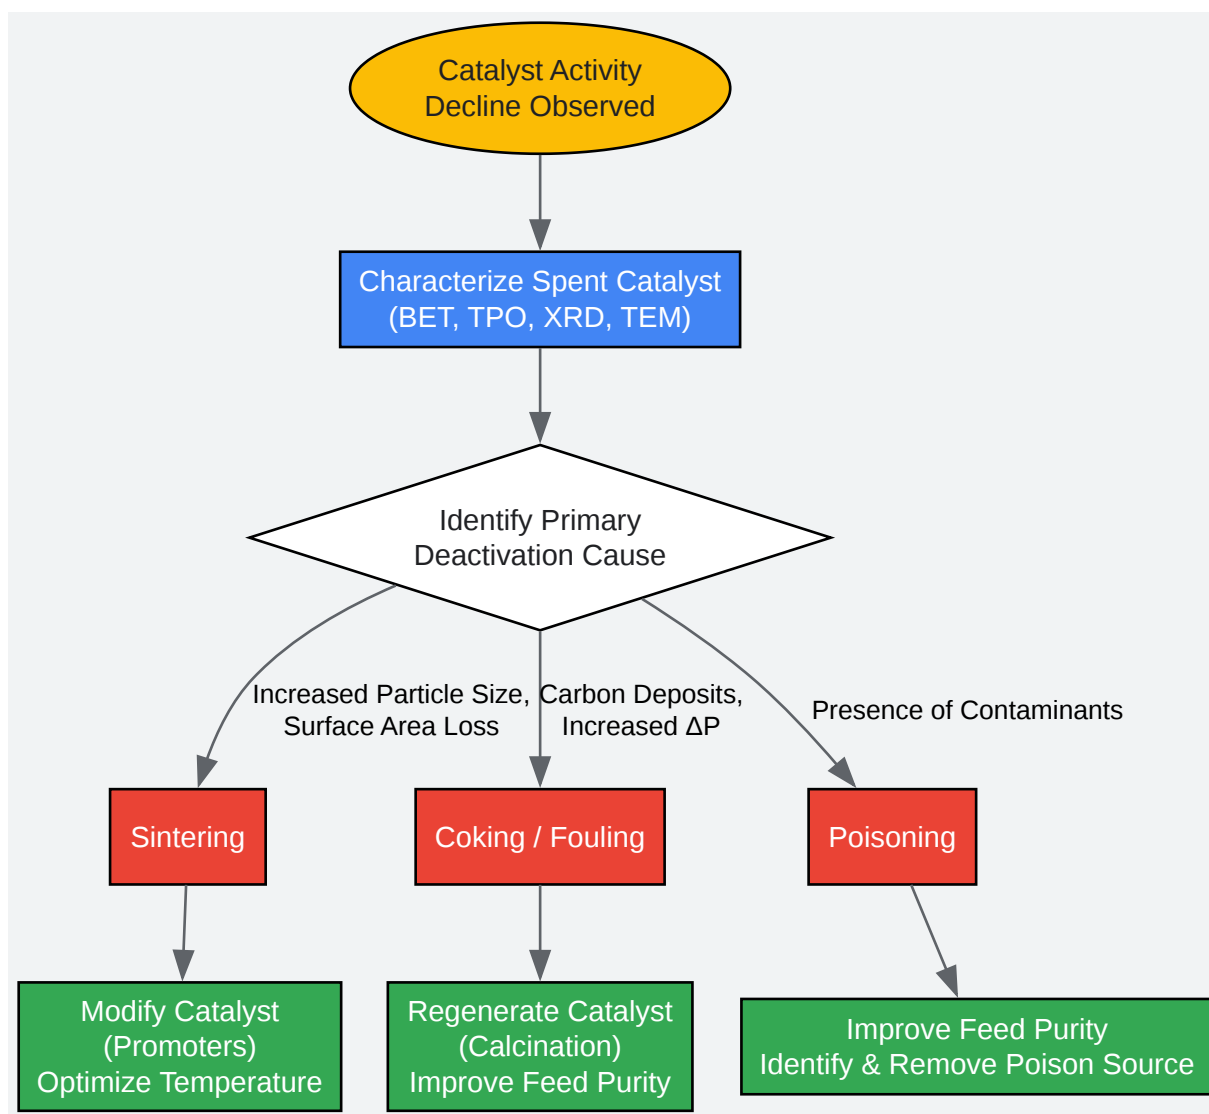 Catalyst Activity
Decline Observed
Characterize Spent Catalyst
(BET, TPO, XRD, TEM)
Identify Primary
Deactivation Cause
Increased Particle Size,
Surface Area Loss
Carbon Deposits,
Increased ΔP
Presence of Contaminants
Sintering
Coking / Fouling
Poisoning
Modify Catalyst
(Promoters)
Optimize Temperature
Regenerate Catalyst
(Calcination)
Improve Feed Purity
Improve Feed Purity
Identify & Remove Poison Source